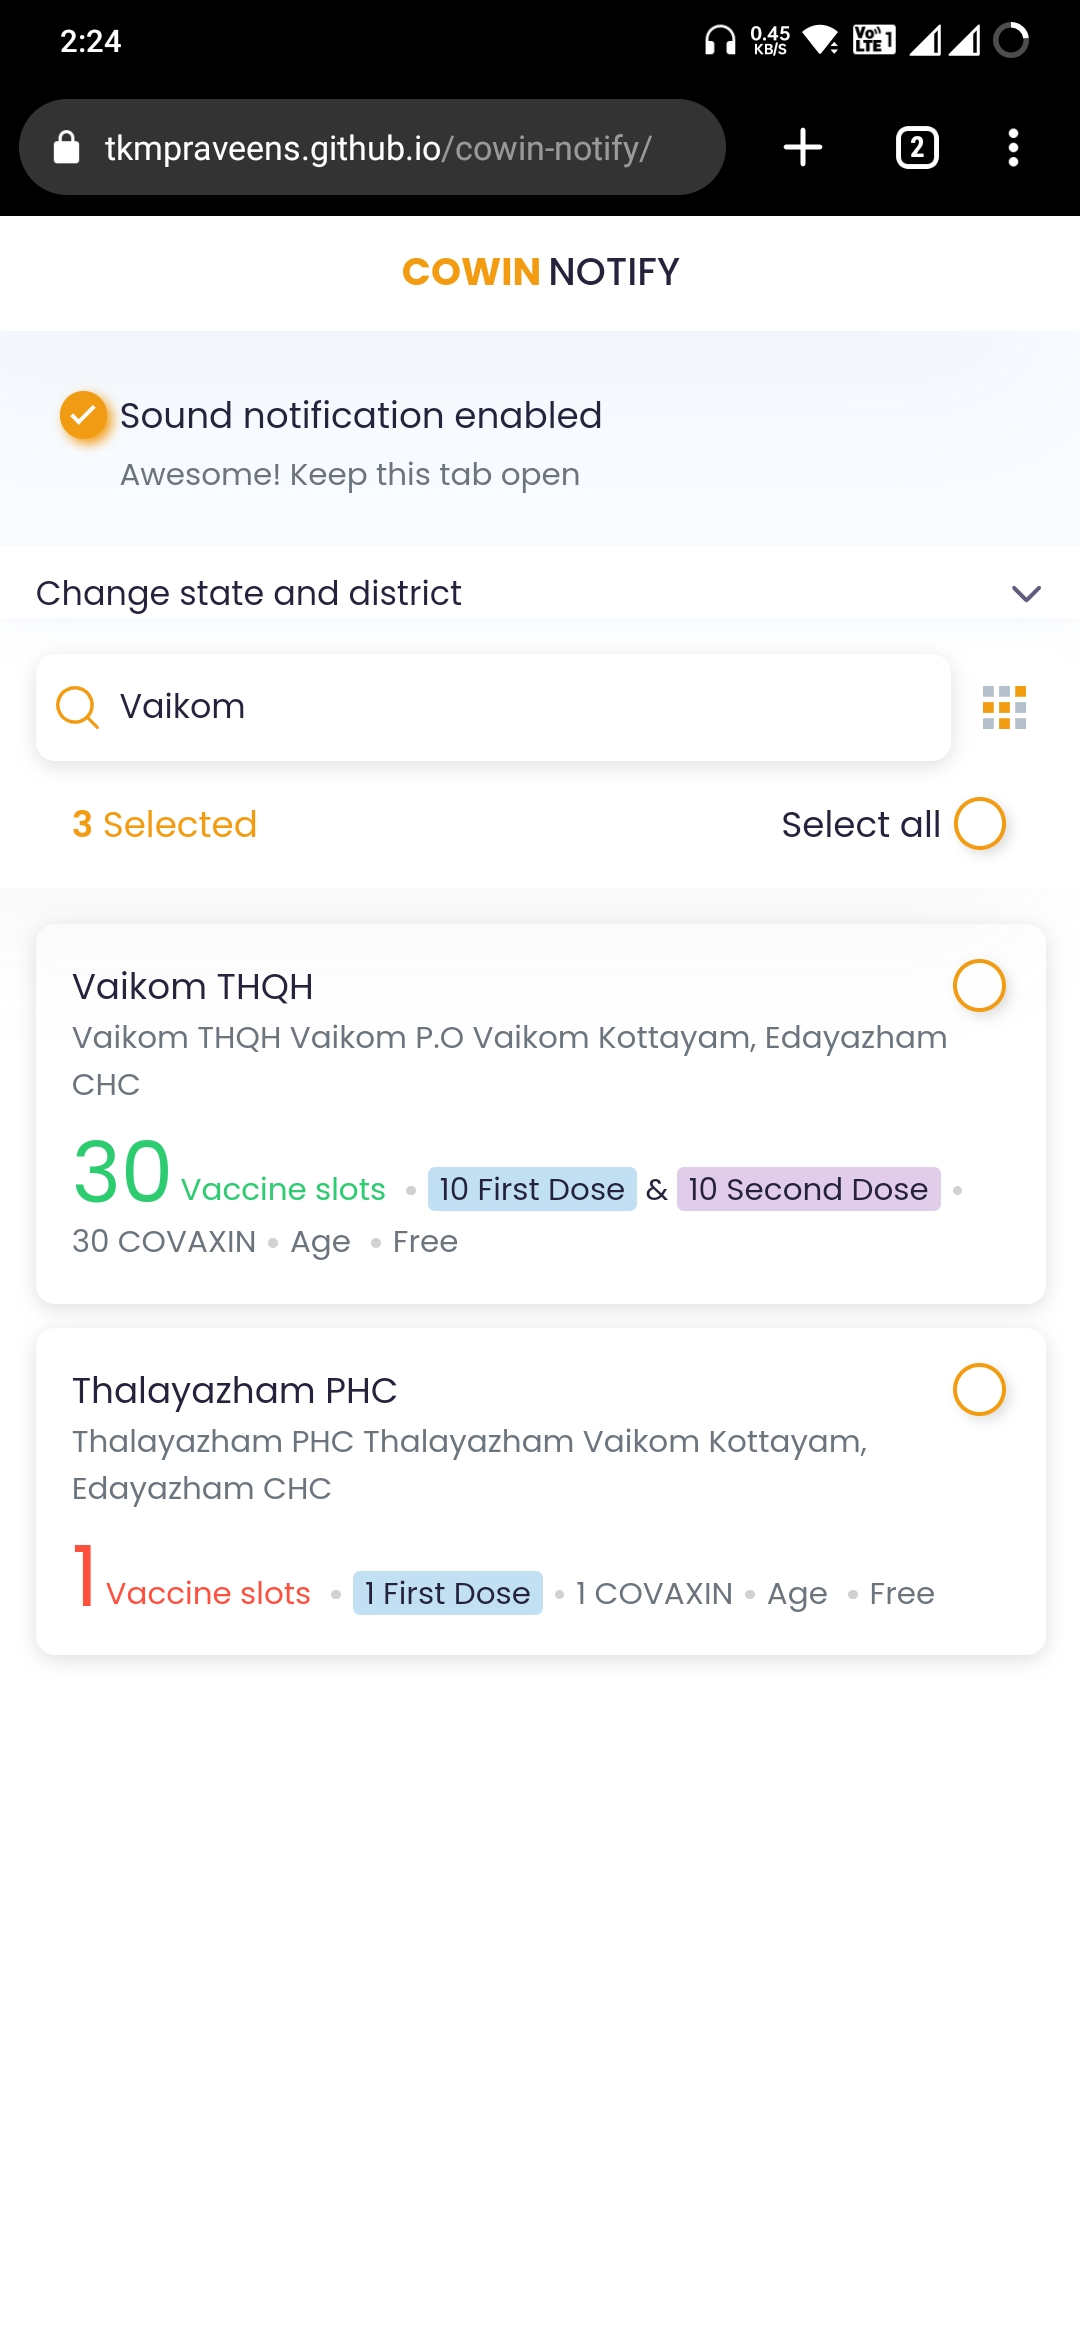 2:24 0.45 KB/S Vo)) LTE 1
tkmpraveens.github.io/cowin-notify/ 2
COWIN NOTIFY
Sound notification enabled
Awesome! Keep this tab open
Change state and district
Vaikom
3 Selected Select all
Vaikom THQH
Vaikom THQH Vaikom P.O Vaikom Kottayam, Edayazham
CHC
30 Vaccine slots • 10 First Dose & 10 Second Dose •
30 COVAXIN • Age • Free
Thalayazham PHC
Thalayazham PHC Thalayazham Vaikom Kottayam,
Edayazham CHC
1 Vaccine slots • 1 First Dose • 1 COVAXIN • Age • Free